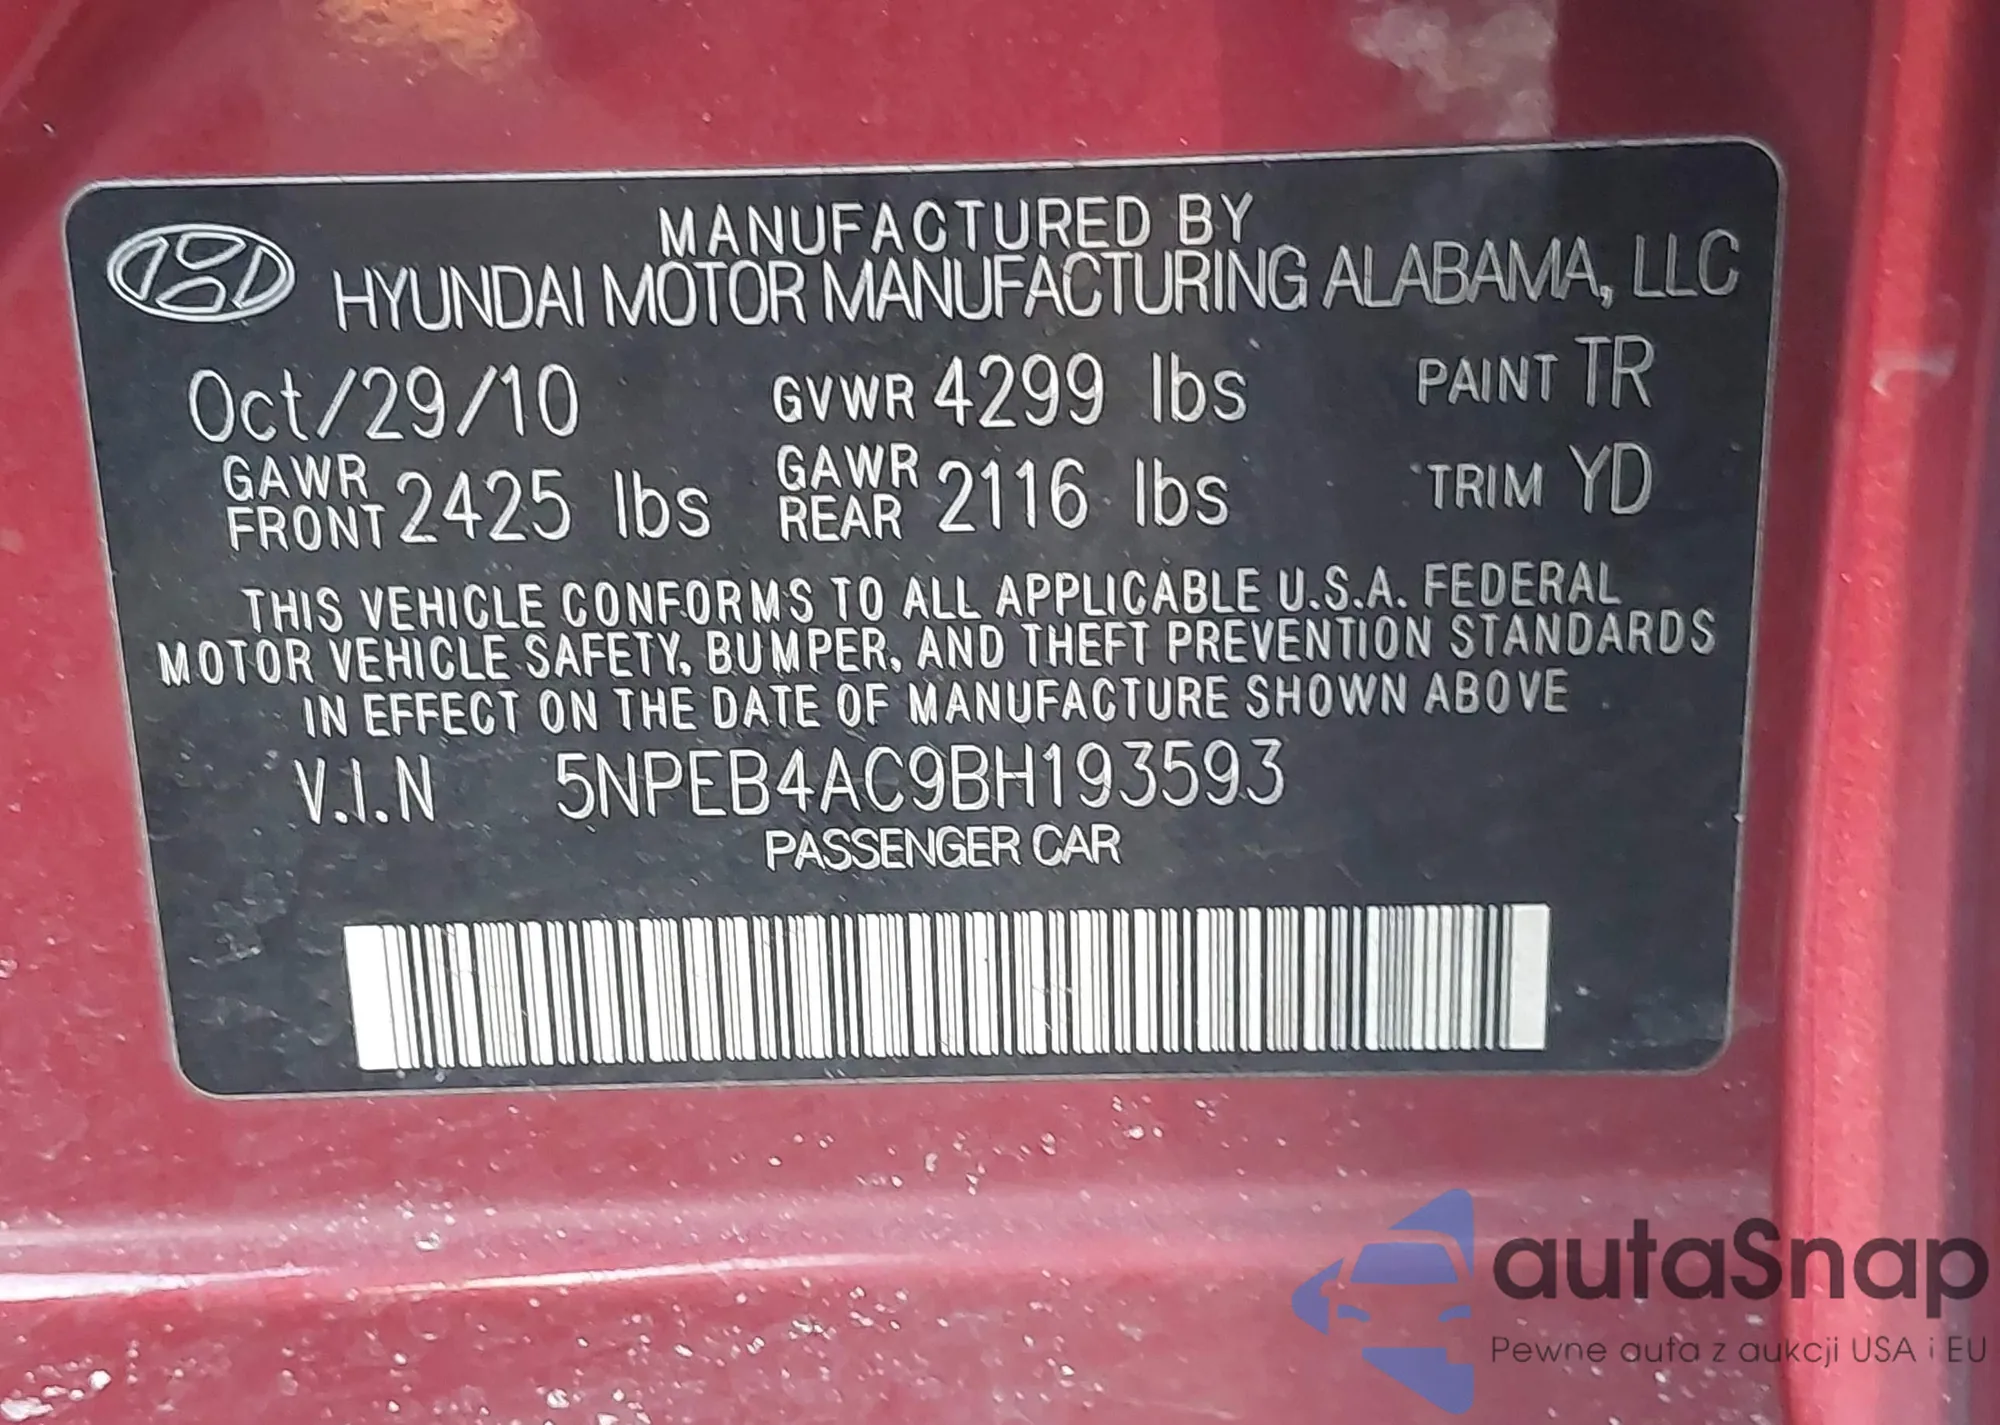 MANUFACTURED BY
HYUNDAI MOTOR MANUFACTURING ALABAMA, LLC
Oct/29/10 GVWR 4299 lbs PAINT TR
GAWR FRONT 2425 lbs GAWR REAR 2116 lbs TRIM YD
THIS VEHICLE CONFORMS TO ALL APPLICABLE U.S.A. FEDERAL
MOTOR VEHICLE SAFETY, BUMPER, AND THEFT PREVENTION STANDARDS
IN EFFECT ON THE DATE OF MANUFACTURE SHOWN ABOVE
V.I.N 5NPEB4AC9BH193593
PASSENGER CAR
autaSnap
Pewne auta z aukcji USA i EU